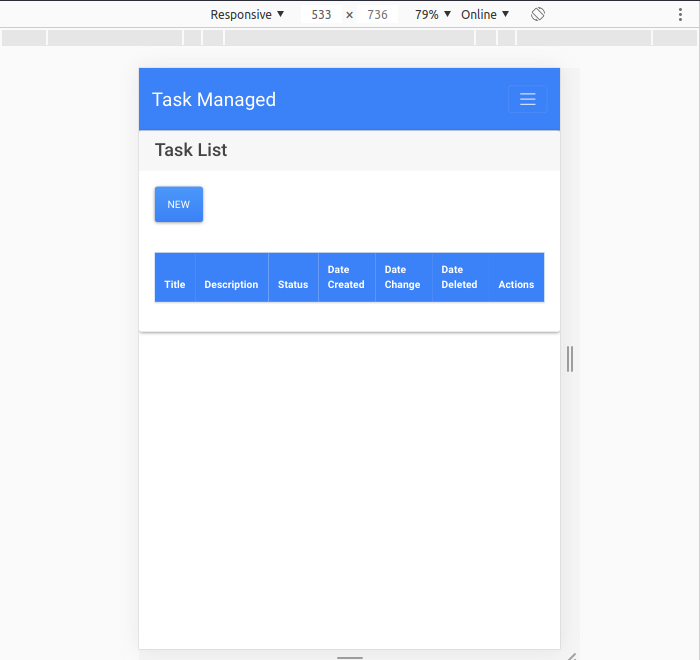 Responsive ▼ 533 × 736 79% ▼ Online ▼
Task Managed
Task List
NEW
Title Description Status Date Created Date Change Date Deleted Actions